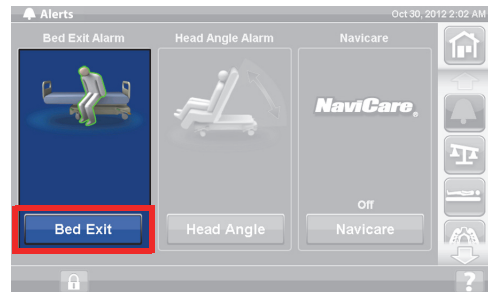 Alerts
Oct 30, 2012 2:02 AM
Bed Exit Alarm
Head Angle Alarm
Navicare
NaviCare®
Off
Bed Exit
Head Angle
Navicare
?